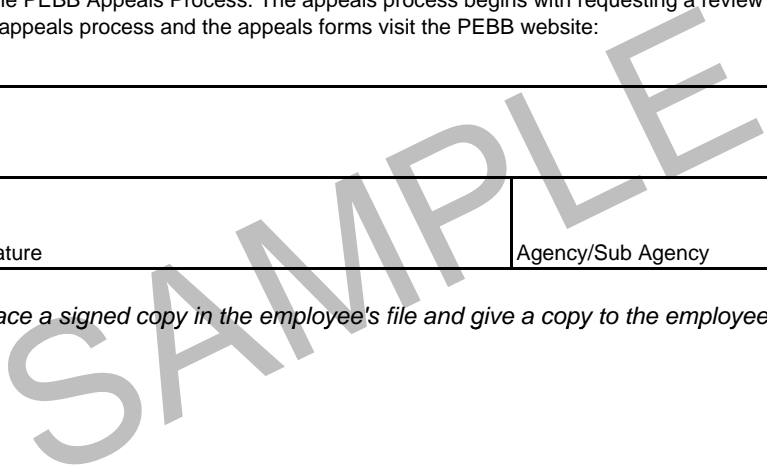 he PEBB Appeals Process. The appeals process begins with requesting a review
appeals process and the appeals forms visit the PEBB website:
ature
Agency/Sub Agency
ace a signed copy in the employee's file and give a copy to the employee
SAMPLE